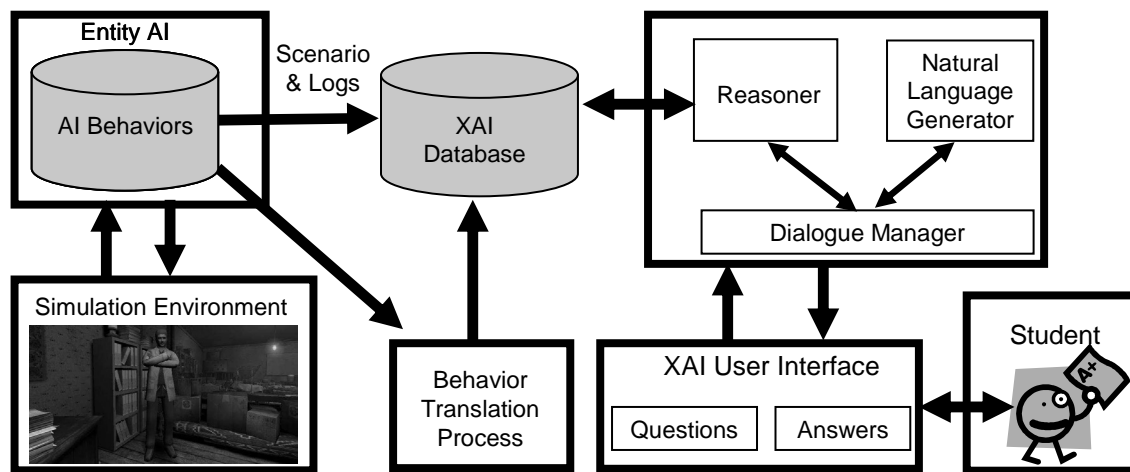 Entity AI
AI Behaviors
Scenario
& Logs
XAI
Database
Reasoner
Natural
Language
Generator
Dialogue Manager
Simulation Environment
Behavior
Translation
Process
XAI User Interface
Questions
Answers
Student
A+